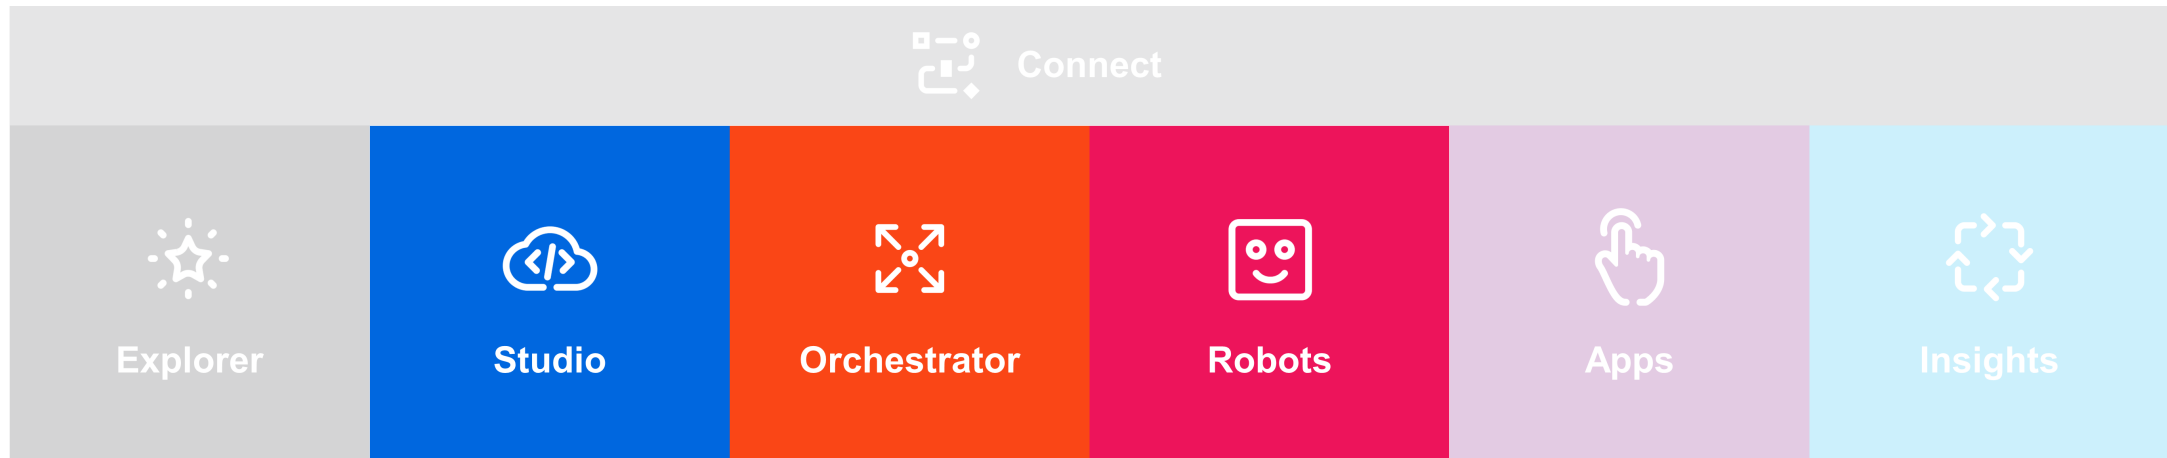 Connect
Explorer
Studio
Orchestrator
Robots
Apps
Insights